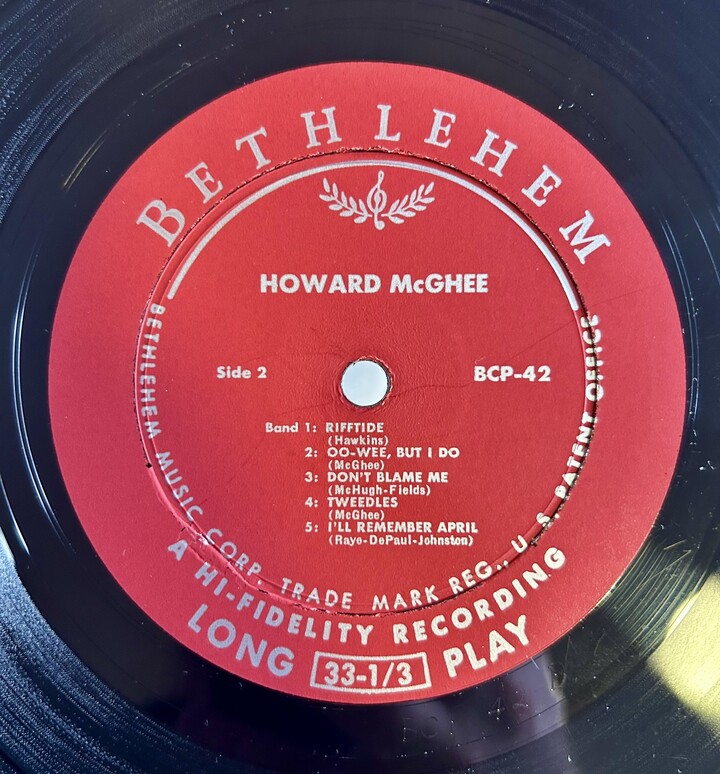 BETHLEHEM
HOWARD McGHEE
Side 2
BCP-42
Band 1: RIFFTIDE
(Hawkins)
2: OO-WEE, BUT I DO
(McGhee)
3: DON'T BLAME ME
(McHugh-Fields)
4: TWEEDLES
(McGhee)
5: I'LL REMEMBER APRIL
(Raye-DePaul-Johnston)
BETHLEHEM MUSIC CORP. TRADE MARK REG., U. S. PATENT OFFICE
A HI-FIDELITY RECORDING
LONG 33-1/3 PLAY